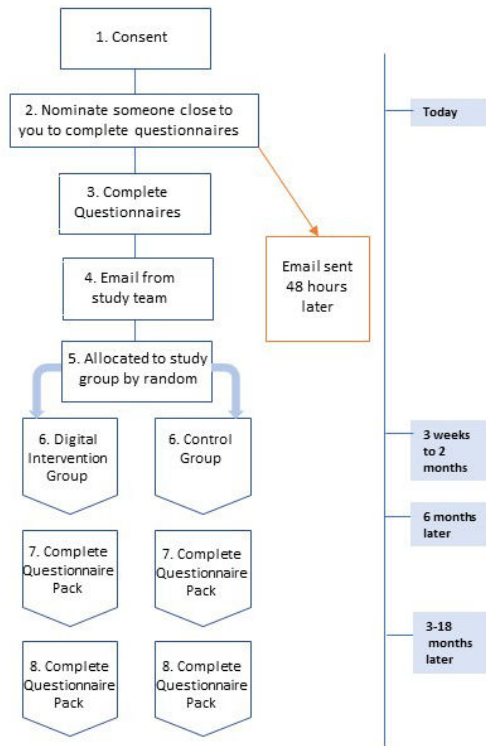 1. Consent
2. Nominate someone close to
you to complete questionnaires
Today
3. Complete
Questionnaires
Email sent
48 hours
later
4. Email from
study team
5. Allocated to study
group by random
6. Digital
Intervention
Group
6. Control
Group
3 weeks
to 2
months
6 months
later
7. Complete
Questionnaire
Pack
7. Complete
Questionnaire
Pack
3-18
months
later
8. Complete
Questionnaire
Pack
8. Complete
Questionnaire
Pack